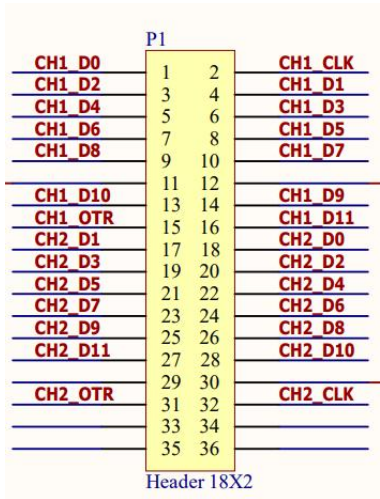 P1
CH1_D0 1 2 CH1_CLK
CH1_D2 3 4 CH1_D1
CH1_D4 5 6 CH1_D3
CH1_D6 7 8 CH1_D5
CH1_D8 9 10 CH1_D7
11 12
CH1_D10 13 14 CH1_D9
CH1_OTR 15 16 CH1_D11
CH2_D1 17 18 CH2_D0
CH2_D3 19 20 CH2_D2
CH2_D5 21 22 CH2_D4
CH2_D7 23 24 CH2_D6
CH2_D9 25 26 CH2_D8
CH2_D11 27 28 CH2_D10
29 30
CH2_OTR 31 32 CH2_CLK
33 34
35 36
Header 18X2